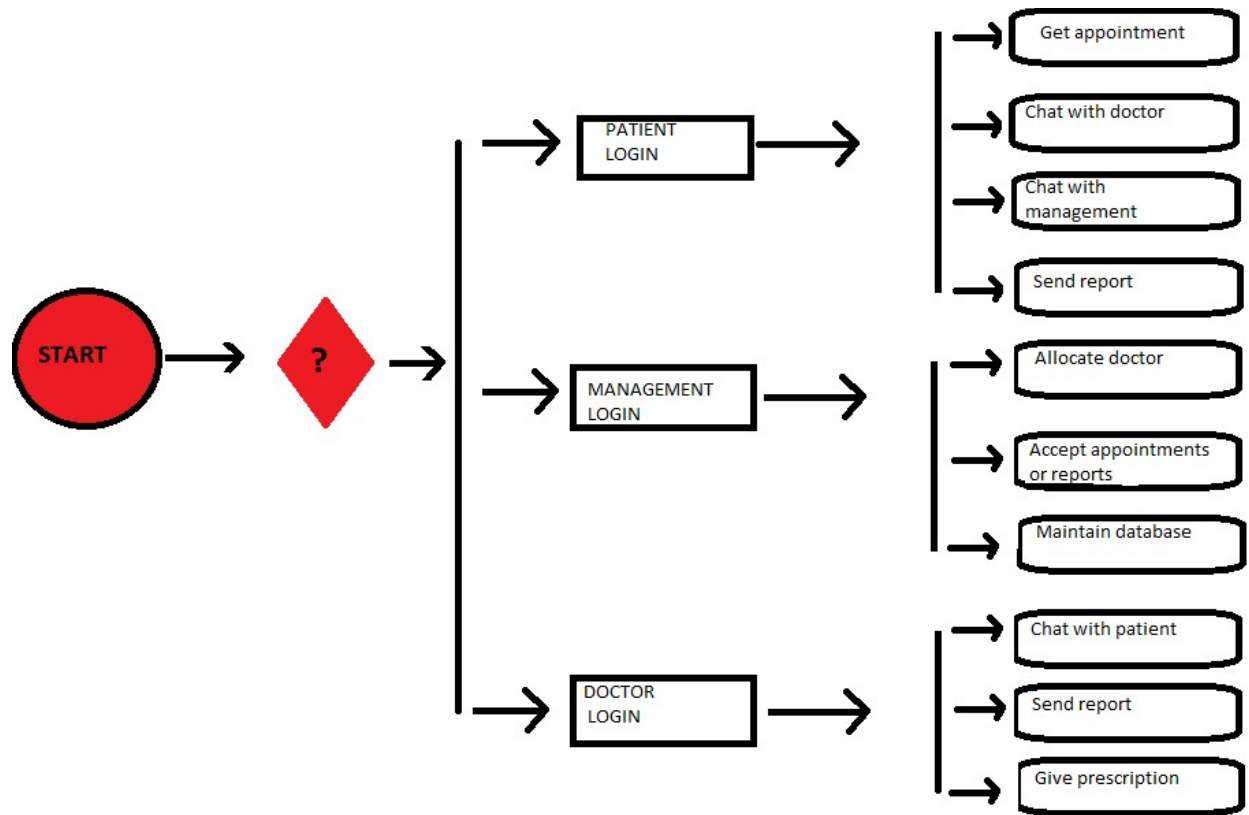 START
?
PATIENT
LOGIN
MANAGEMENT
LOGIN
DOCTOR
LOGIN
Get appointment
Chat with doctor
Chat with
management
Send report
Allocate doctor
Accept appointments
or reports
Maintain database
Chat with patient
Send report
Give prescription